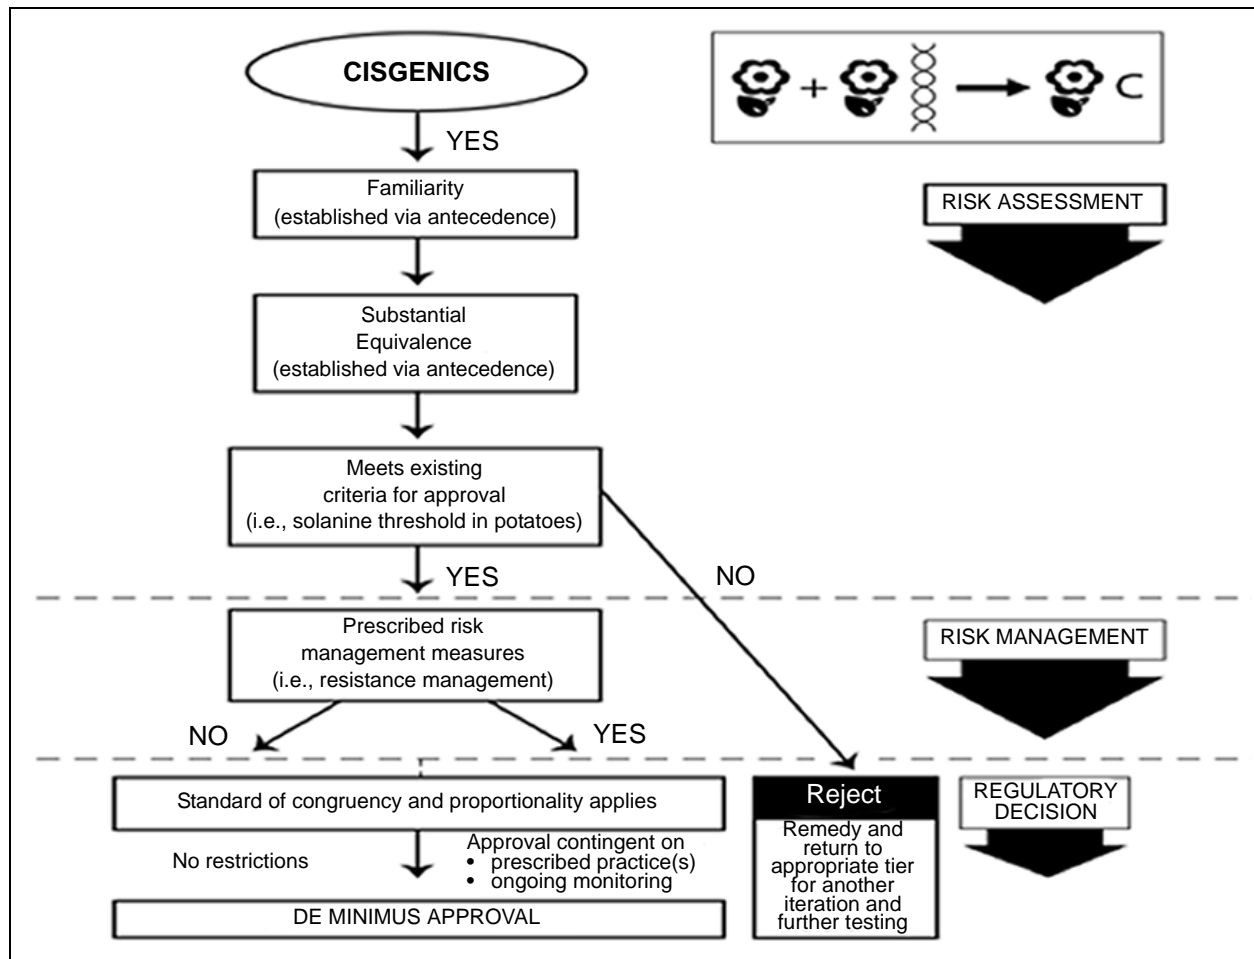 CISGENICS
YES
Familiarity
(established via antecedence)
RISK ASSESSMENT
Substantial
Equivalence
(established via antecedence)
Meets existing
criteria for approval
(i.e., solanine threshold in potatoes)
YES
NO
Prescribed risk
management measures
(i.e., resistance management)
RISK MANAGEMENT
NO
YES
Standard of congruency and proportionality applies
No restrictions
Approval contingent on
• prescribed practice(s)
• ongoing monitoring
DE MINIMUS APPROVAL
Reject
Remedy and
return to
appropriate tier
for another
iteration and
further testing
REGULATORY
DECISION